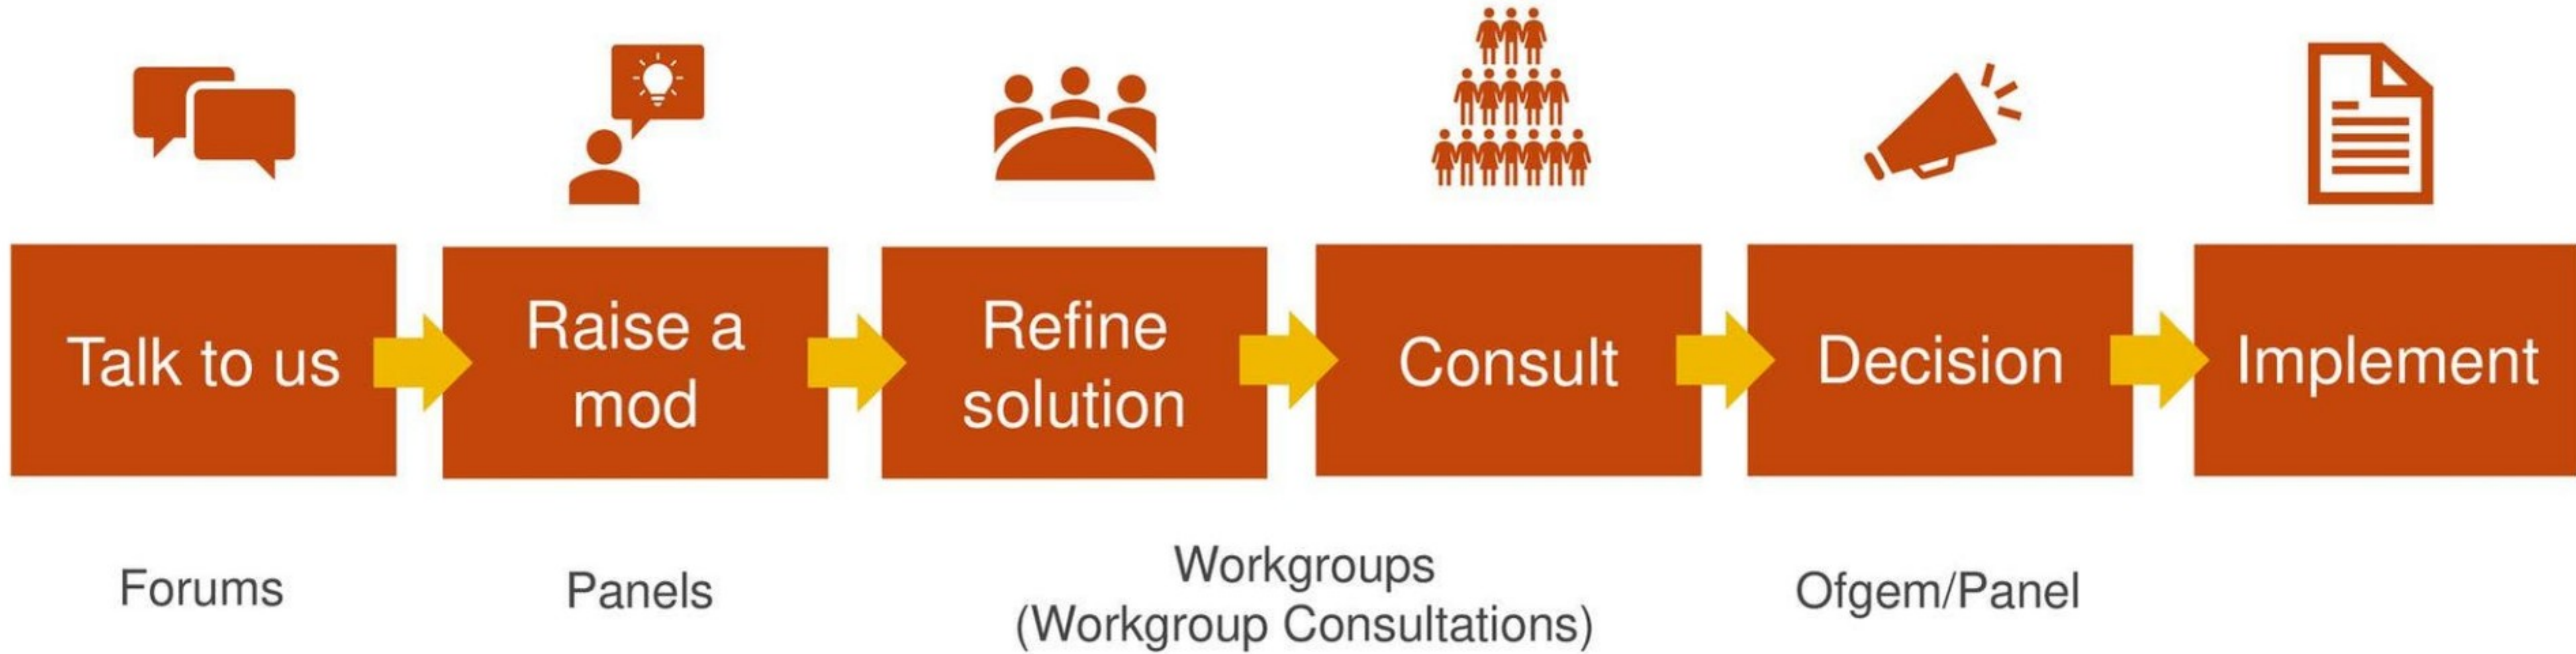 Talk to us
Raise a
mod
Refine
solution
Consult
Decision
Implement
Forums
Panels
Workgroups
(Workgroup Consultations)
Ofgem/Panel